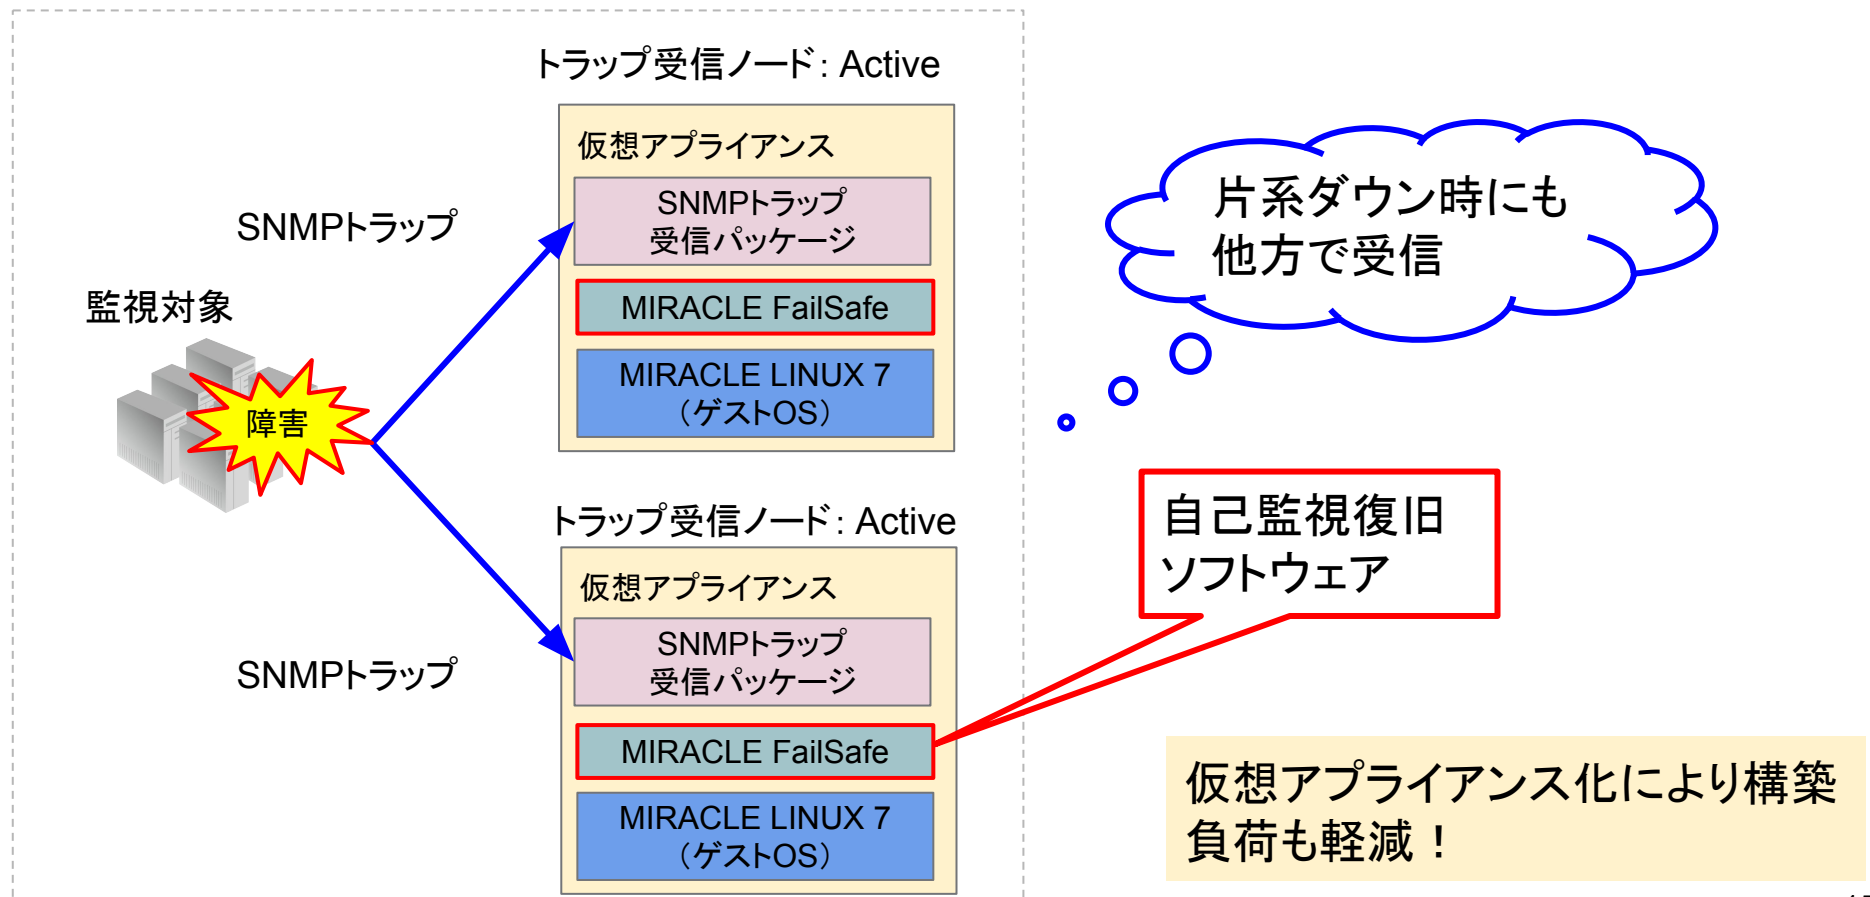 トラップ受信ノード：Active
仮想アプライアンス
SNMPトラップ
受信パッケージ
MIRACLE FailSafe
MIRACLE LINUX 7
（ゲストOS）
SNMPトラップ
監視対象
障害
トラップ受信ノード：Active
仮想アプライアンス
SNMPトラップ
受信パッケージ
MIRACLE FailSafe
MIRACLE LINUX 7
（ゲストOS）
SNMPトラップ
片系ダウン時にも
他方で受信
自己監視復旧
ソフトウェア
仮想アプライアンス化により構築
負荷も軽減！